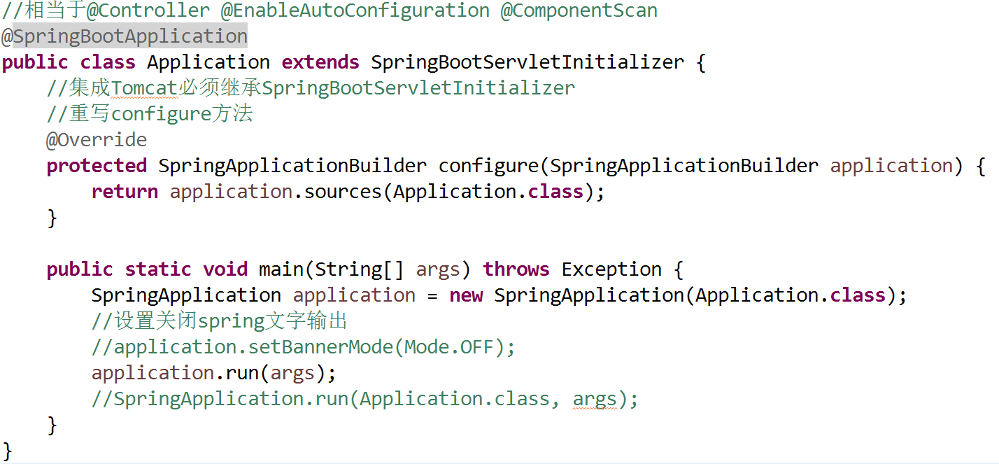 //相当于@Controller @EnableAutoConfiguration @ComponentScan
@SpringBootApplication
public class Application extends SpringBootServletInitializer {
    //集成Tomcat必须继承SpringBootServletInitializer
    //重写configure方法
    @Override
    protected SpringApplicationBuilder configure(SpringApplicationBuilder application) {
        return application.sources(Application.class);
    }

    public static void main(String[] args) throws Exception {
        SpringApplication application = new SpringApplication(Application.class);
        //设置关闭spring文字输出
        //application.setBannerMode(Mode.OFF);
        application.run(args);
        //SpringApplication.run(Application.class, args);
    }
}